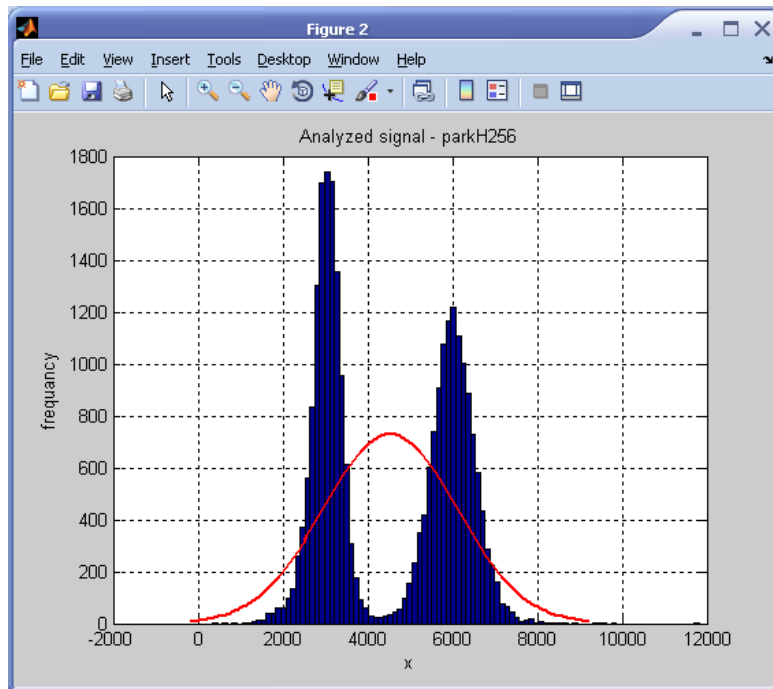 Figure 2
File Edit View Insert Tools Desktop Window Help
Analyzed signal - parkH256
1800
1600
1400
1200
1000
800
600
400
200
0
frequancy
-2000 0 2000 4000 6000 8000 10000 12000
x